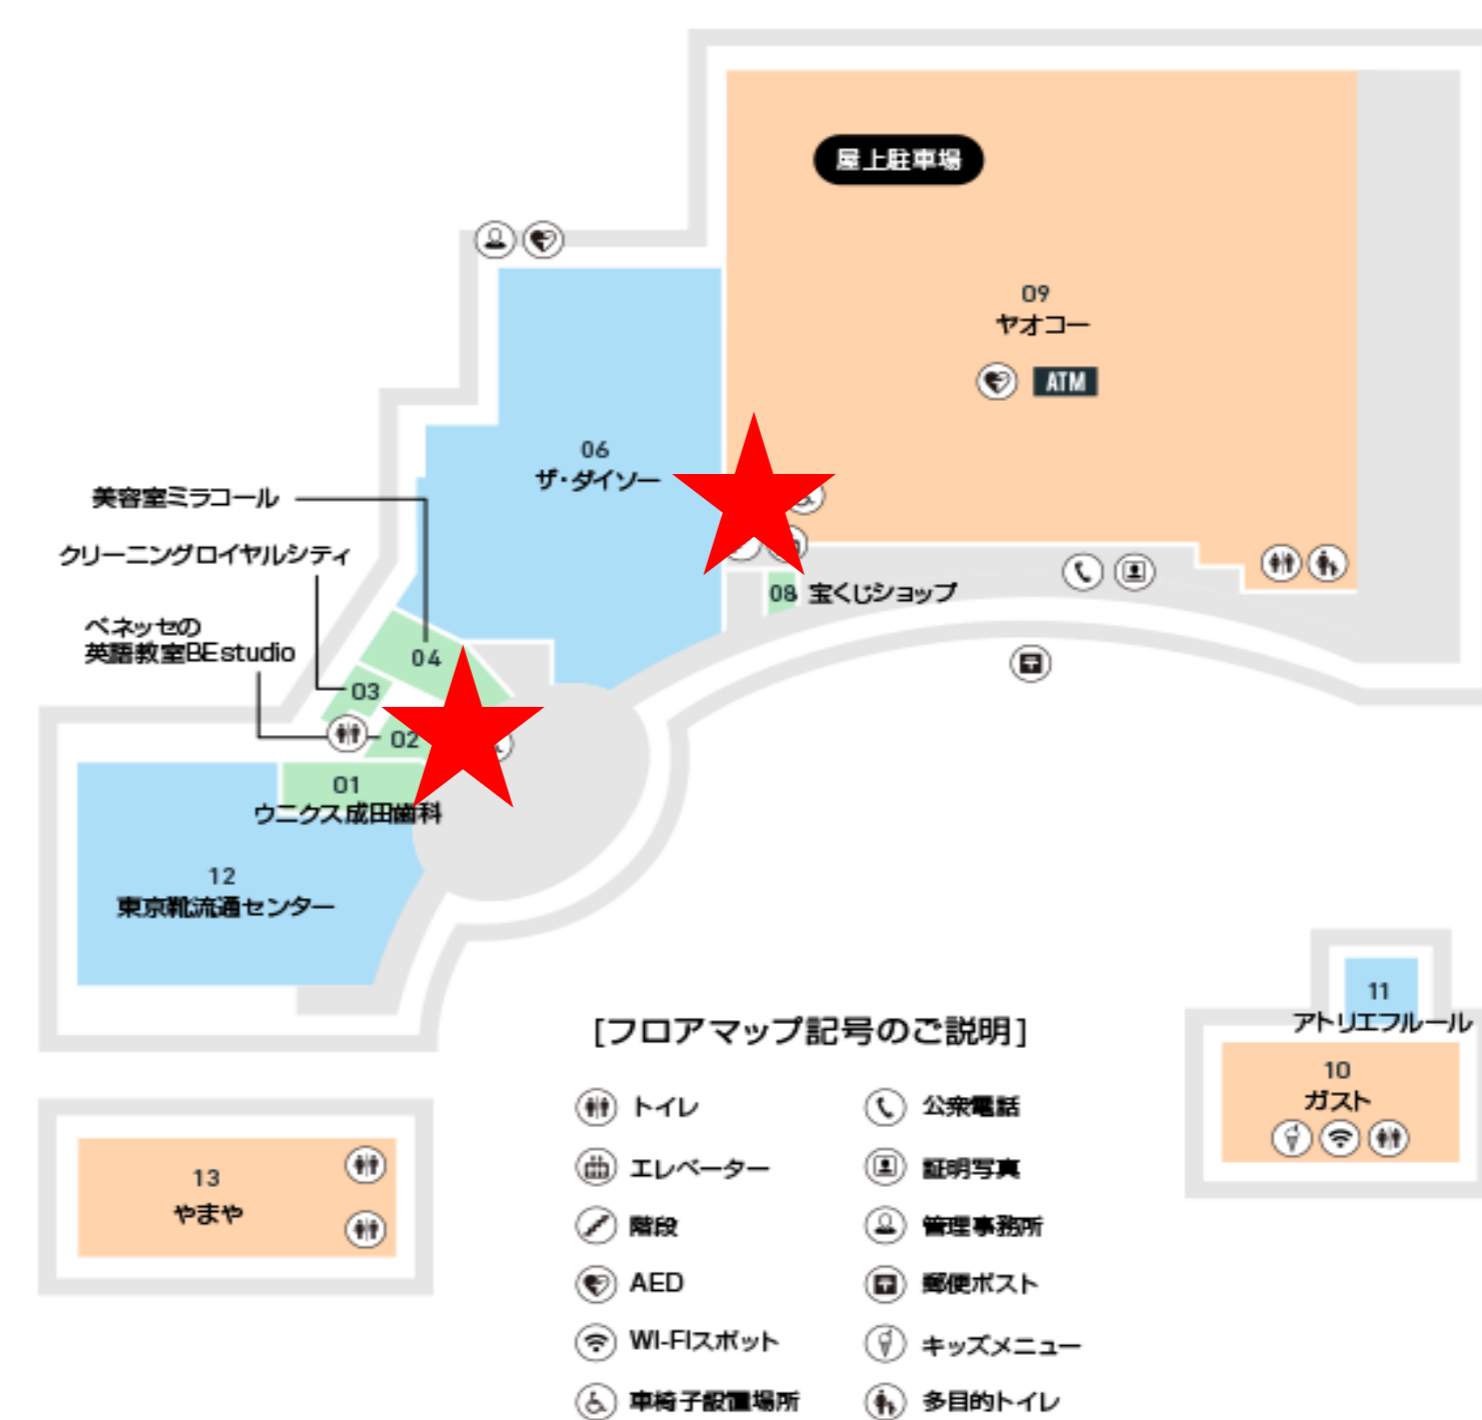 屋上駐車場
09
ヤオコー
ATM
06
ザ・ダイソー
美容室ミラコール
クリーニングロイヤルシティ
ベネッセの
英語教室BEstudio
04
03
02
01
ウニクス成田歯科
08 宝くじショップ
12
東京靴流通センター
13
やまや
11
アトリエフルール
10
ガスト
[フロアマップ記号のご説明]
トイレ
公衆電話
エレベーター
証明写真
階段
管理事務所
AED
郵便ポスト
WI-FIスポット
キッズメニュー
車椅子設置場所
多目的トイレ